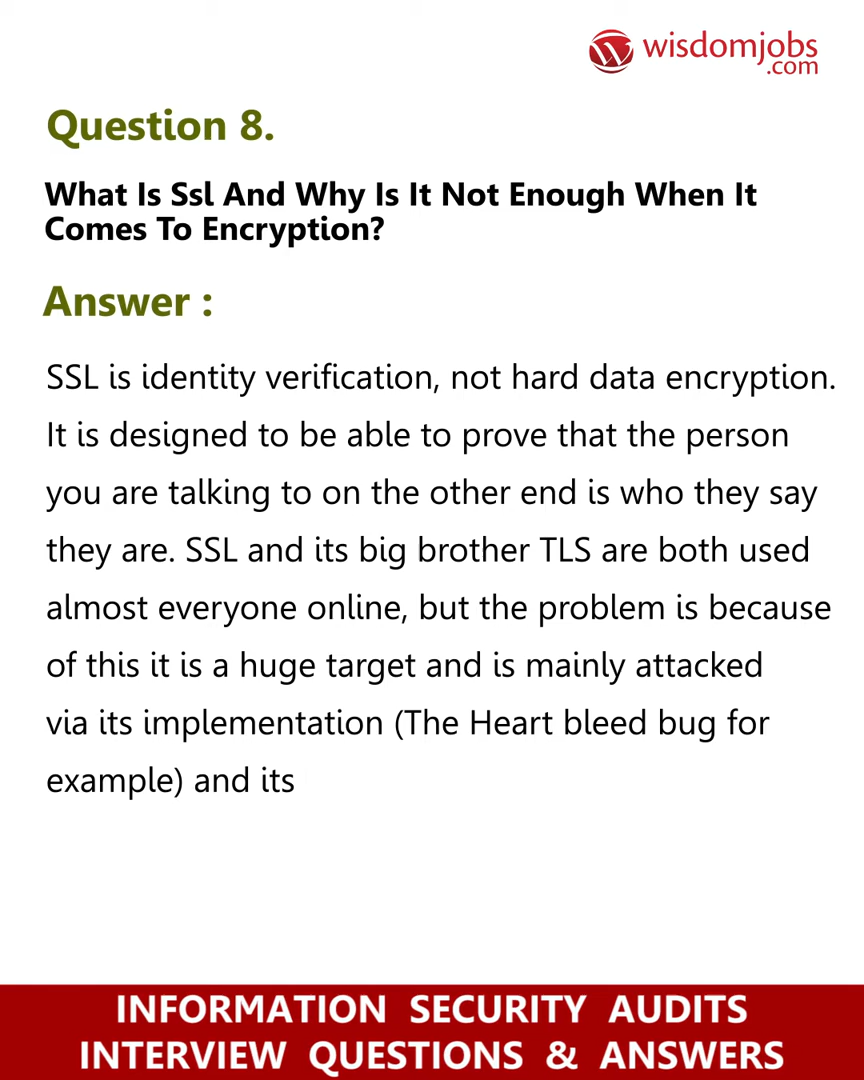 wisdomjobs
.com
Question 8.
What Is Ssl And Why Is It Not Enough When It
Comes To Encryption?
Answer :
SSL is identity verification, not hard data encryption.
It is designed to be able to prove that the person
you are talking to on the other end is who they say
they are. SSL and its big brother TLS are both used
almost everyone online, but the problem is because
of this it is a huge target and is mainly attacked
via its implementation (The Heart bleed bug for
example) and its
INFORMATION SECURITY AUDITS
INTERVIEW QUESTIONS & ANSWERS